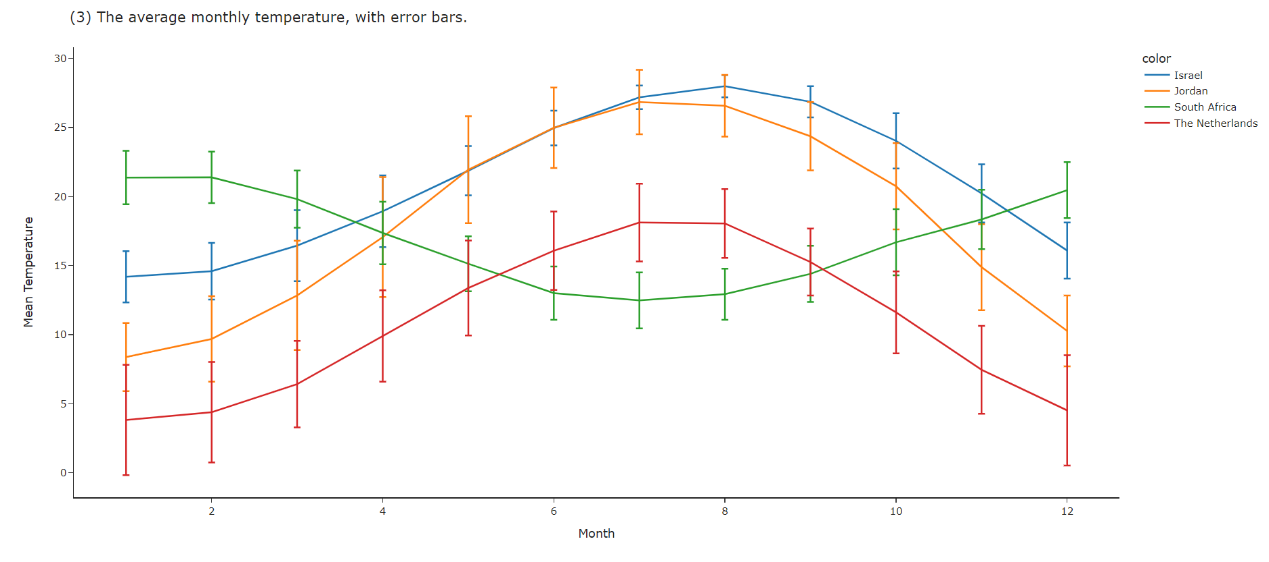 (3) The average monthly temperature, with error bars.
color
Israel
Jordan
South Africa
The Netherlands
Mean Temperature
30
25
20
15
10
5
0
2
4
6
8
10
12
Month